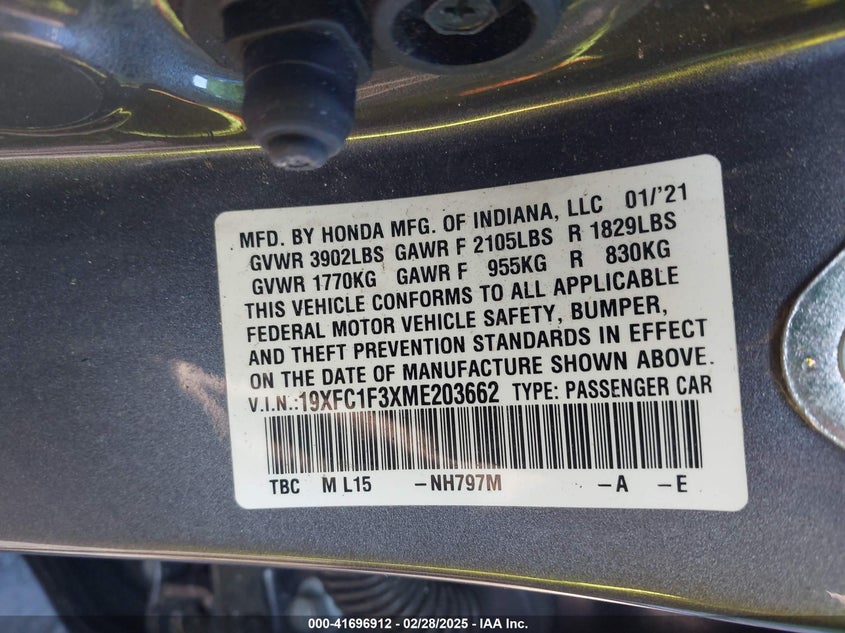 MFD. BY HONDA MFG. OF INDIANA, LLC 01/'21
GVWR 3902LBS GAWR F 2105LBS R 1829LBS
GVWR 1770KG GAWR F 955KG R 830KG
THIS VEHICLE CONFORMS TO ALL APPLICABLE
FEDERAL MOTOR VEHICLE SAFETY, BUMPER,
AND THEFT PREVENTION STANDARDS IN EFFECT
ON THE DATE OF MANUFACTURE SHOWN ABOVE.
V.I.N.:19XFC1F3XME203662 TYPE: PASSENGER CAR
TBC M L15 -NH797M -A -E
000-41696912 - 02/28/2025 - IAA Inc.